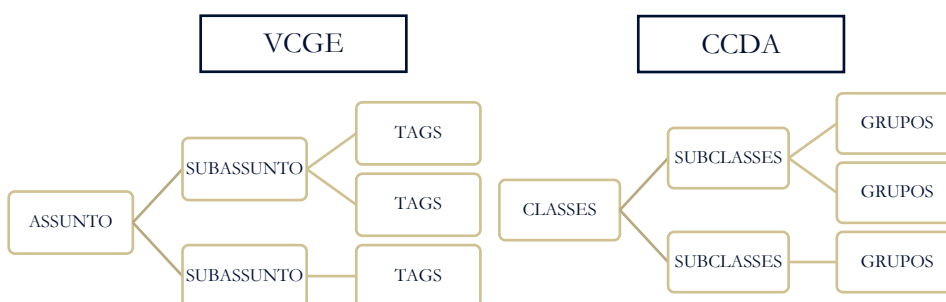 VCGE
ASSUNTO
SUBASSUNTO
TAGS
TAGS
SUBASSUNTO
TAGS
CCDA
CLASSES
SUBCLASSES
GRUPOS
GRUPOS
SUBCLASSES
GRUPOS